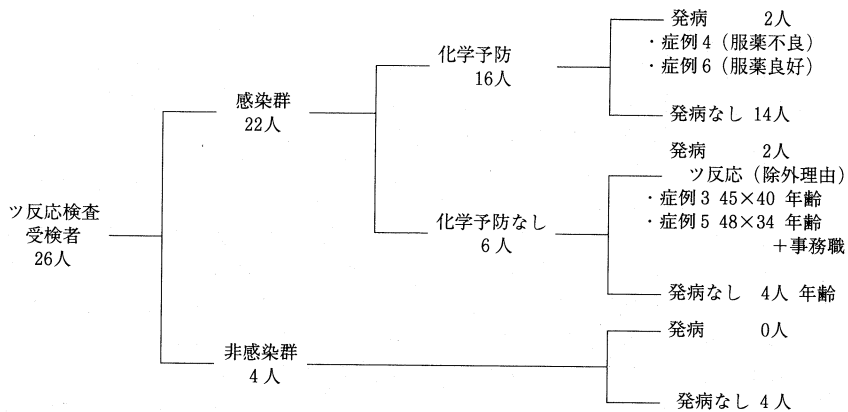 ツ反応検査
受検者
26人
感染群
22人
化学予防
16人
発病 2人
・症例4(服薬不良)
・症例6(服薬良好)
発病なし 14人
化学予防なし
6人
発病 2人
ツ反応(除外理由)
・症例3 45×40 年齢
・症例5 48×34 年齢
+事務職
発病なし 4人 年齢
非感染群
4人
発病 0人
発病なし 4人